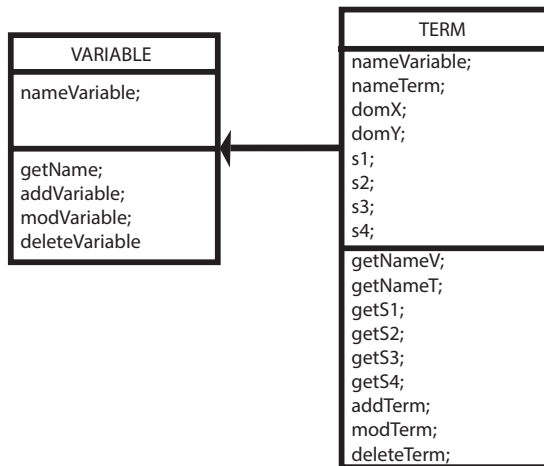 VARIABLE
nameVariable;
getName;
addVariable;
modVariable;
deleteVariable
TERM
nameVariable;
nameTerm;
domX;
domY;
s1;
s2;
s3;
s4;
getNameV;
getNameT;
getS1;
getS2;
getS3;
getS4;
addTerm;
modTerm;
deleteTerm;